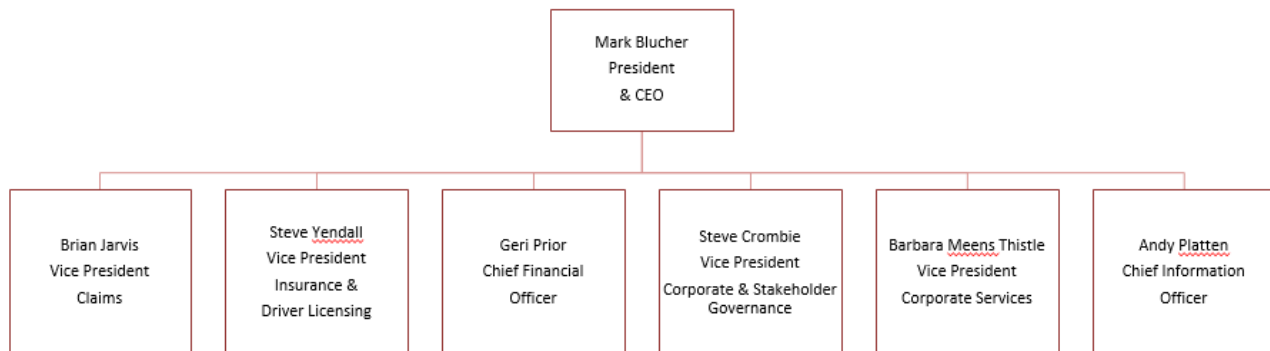 Mark Blucher
President
& CEO
Brian Jarvis
Vice President
Claims
Steve Yendall
Vice President
Insurance &
Driver Licensing
Geri Prior
Chief Financial
Officer
Steve Crombie
Vice President
Corporate & Stakeholder
Governance
Barbara Meens Thistle
Vice President
Corporate Services
Andy Platten
Chief Information
Officer